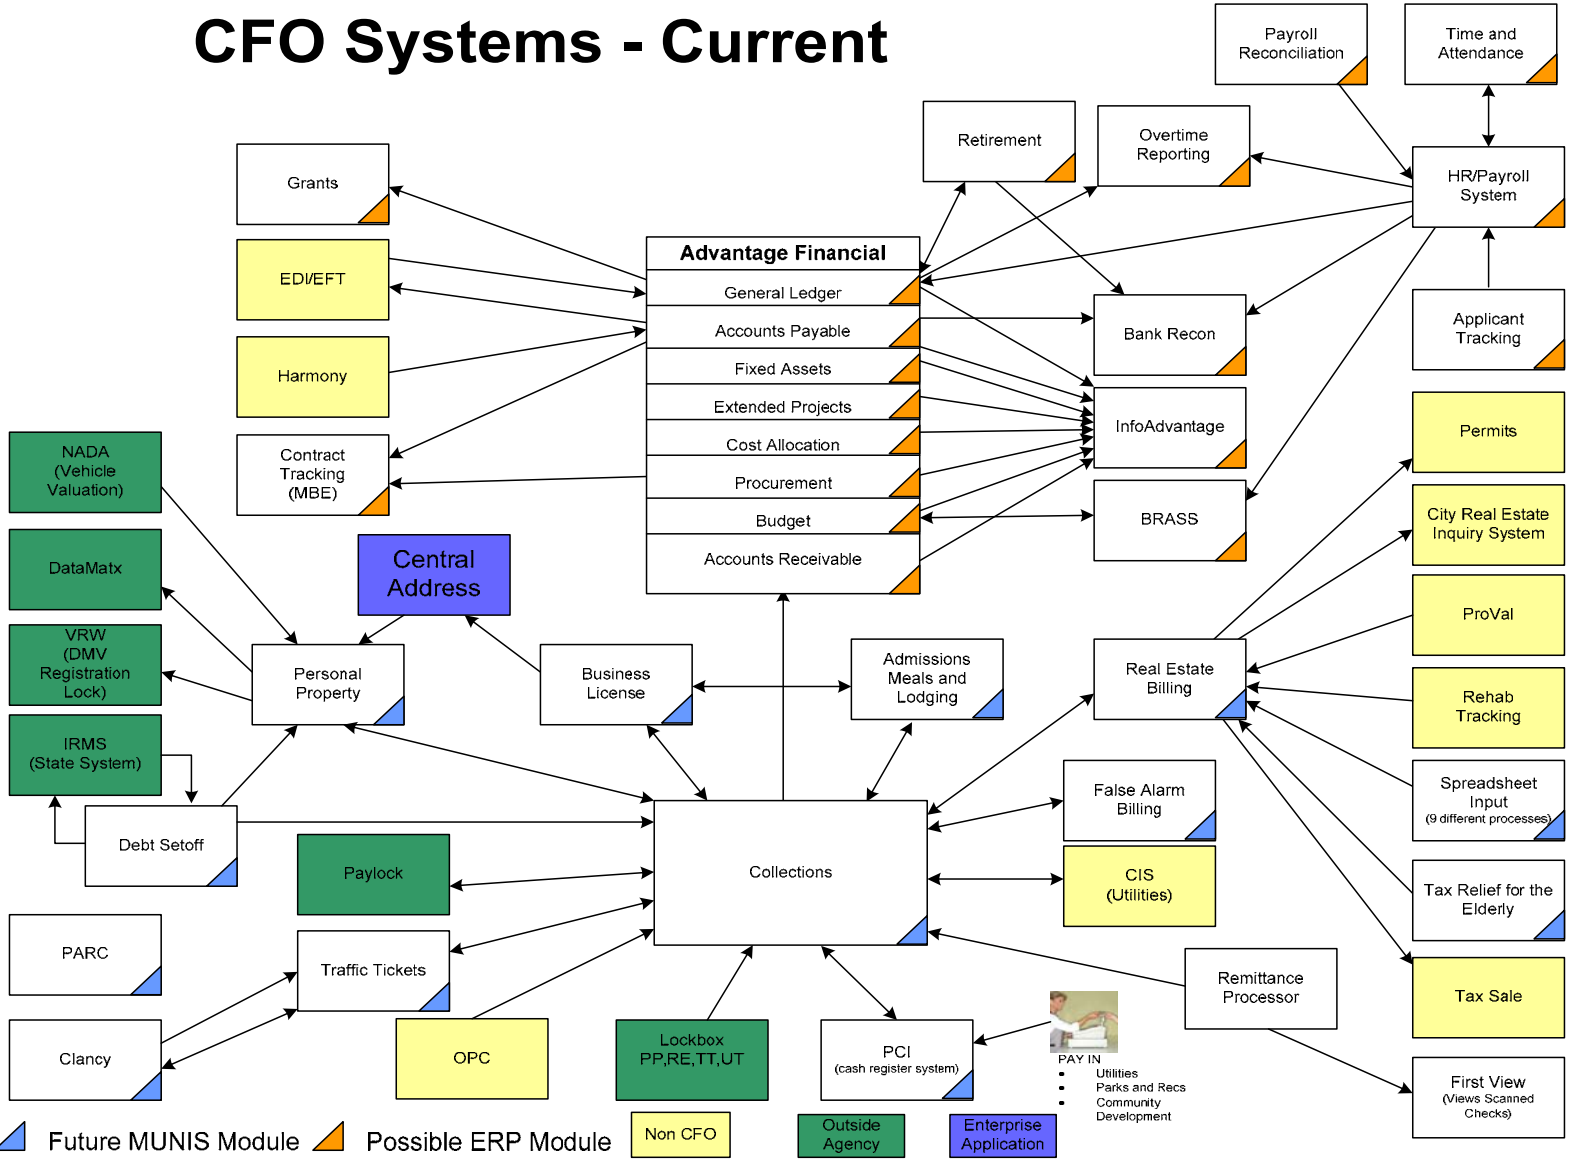 CFO Systems - Current
Payroll
Reconciliation
Time and
Attendance
Retirement
Overtime
Reporting
HR/Payroll
System
Grants
Advantage Financial
General Ledger
Accounts Payable
Fixed Assets
Extended Projects
Cost Allocation
Procurement
Budget
Accounts Receivable
EDI/EFT
Harmony
Contract
Tracking
(MBE)
Bank Recon
InfoAdvantage
BRASS
Applicant
Tracking
Permits
City Real Estate
Inquiry System
ProVal
Rehab
Tracking
Spreadsheet
Input
(9 different processes)
Tax Relief for the
Elderly
Tax Sale
First View
(Views Scanned
Checks)
NADA
(Vehicle
Valuation)
DataMatx
VRW
(DMV
Registration
Lock)
IRMS
(State System)
Central
Address
Personal
Property
Business
License
Admissions
Meals and
Lodging
Real Estate
Billing
False Alarm
Billing
CIS
(Utilities)
Debt Setoff
Paylock
Collections
PARC
Traffic Tickets
Remittance
Processor
Clancy
OPC
Lockbox
PP,RE,TT,UT
PCI
(cash register system)
PAY IN
• Utilities
• Parks and Recs
• Community
Development
Future MUNIS Module
Possible ERP Module
Non CFO
Outside
Agency
Enterprise
Application